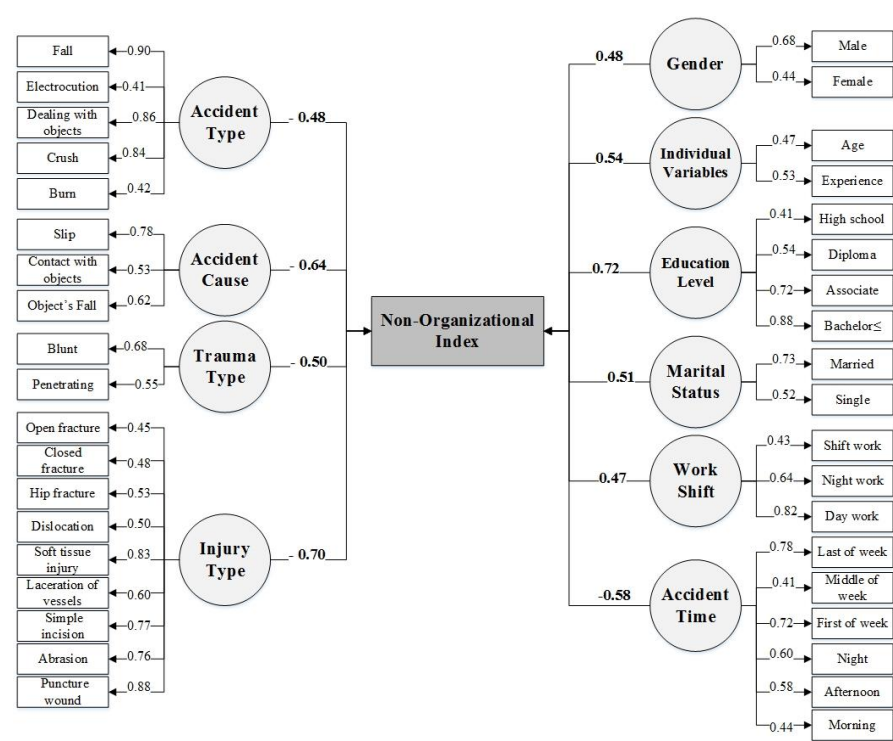 Fall
0.90
Electrocution
0.41
Dealing with
objects
0.86
Crush
0.84
Burn
0.42
Accident
Type
- 0.48
Slip
0.78
Contact with
objects
0.53
Object's Fall
0.62
Accident
Cause
- 0.64
Blunt
0.68
Penetrating
0.55
Trauma
Type
- 0.50
Open fracture
0.45
Closed
fracture
0.48
Hip fracture
0.53
Dislocation
0.50
Soft tissue
injury
0.83
Laceration of
vessels
0.60
Simple
incision
0.77
Abrasion
0.76
Puncture
wound
0.88
Injury
Type
- 0.70
Non-Organizational
Index
0.48
Gender
0.68
Male
0.44
Female
0.54
Individual
Variables
0.47
Age
0.53
Experience
0.72
Education
Level
0.41
High school
0.54
Diploma
0.72
Associate
0.88
Bachelor≤
0.51
Marital
Status
0.73
Married
0.52
Single
0.47
Work
Shift
0.43
Shift work
0.64
Night work
0.82
Day work
-0.58
Accident
Time
0.78
Last of week
0.41
Middle of
week
0.72
First of week
0.60
Night
0.58
Afternoon
0.44
Morning